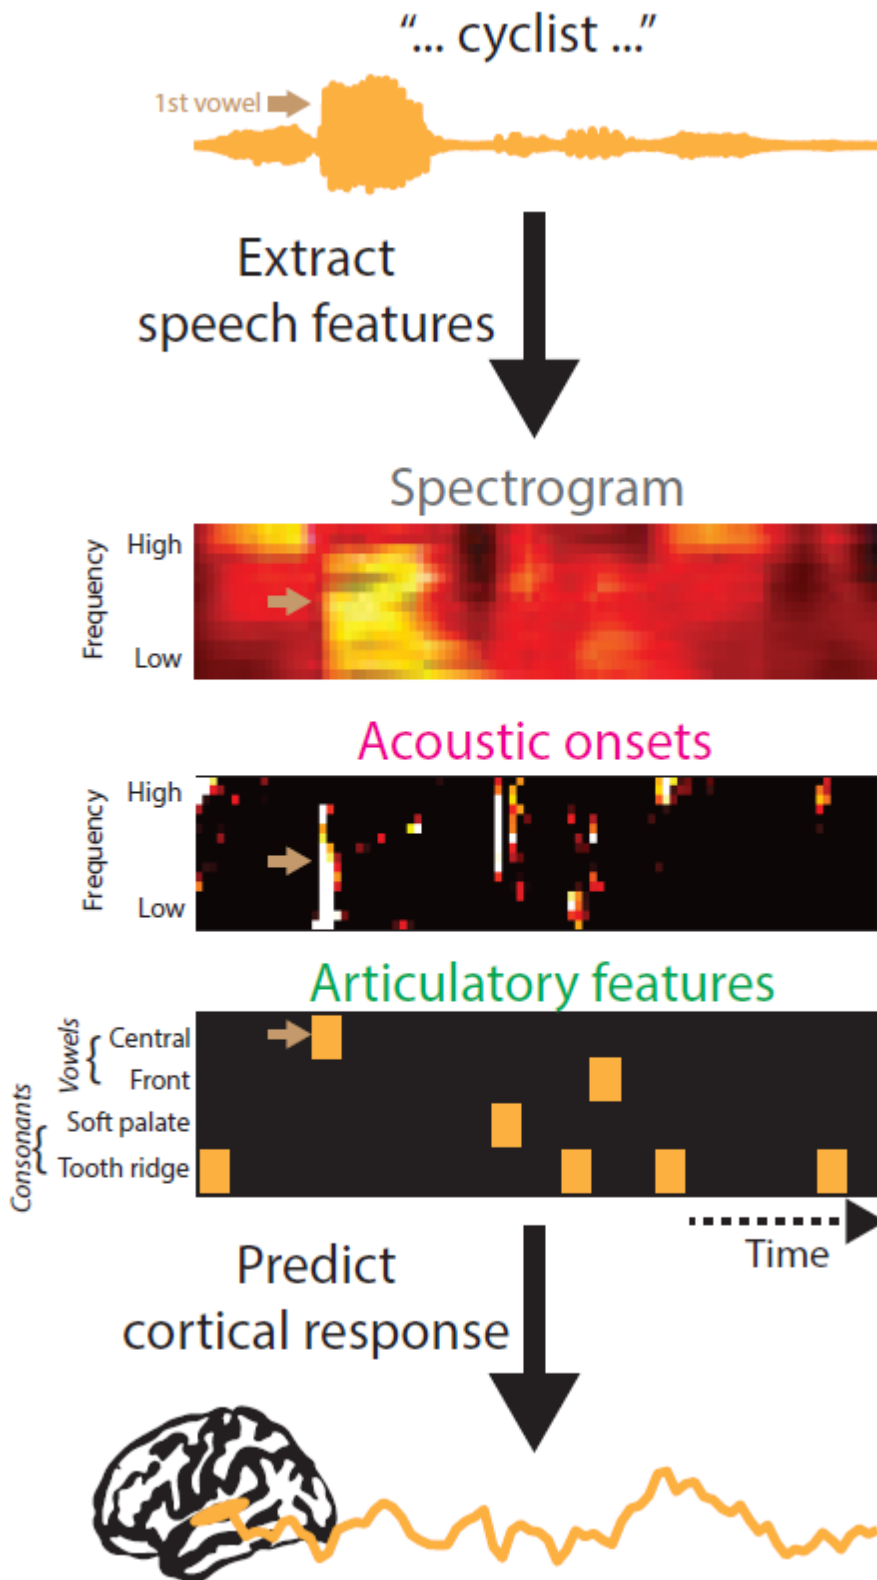 “... cyclist ...”
1st vowel
Extract
speech features
Spectrogram
High
Frequency
Low
Acoustic onsets
High
Frequency
Low
Articulatory features
Vowels
Central
Front
Consonants
Soft palate
Tooth ridge
Time
Predict
cortical response